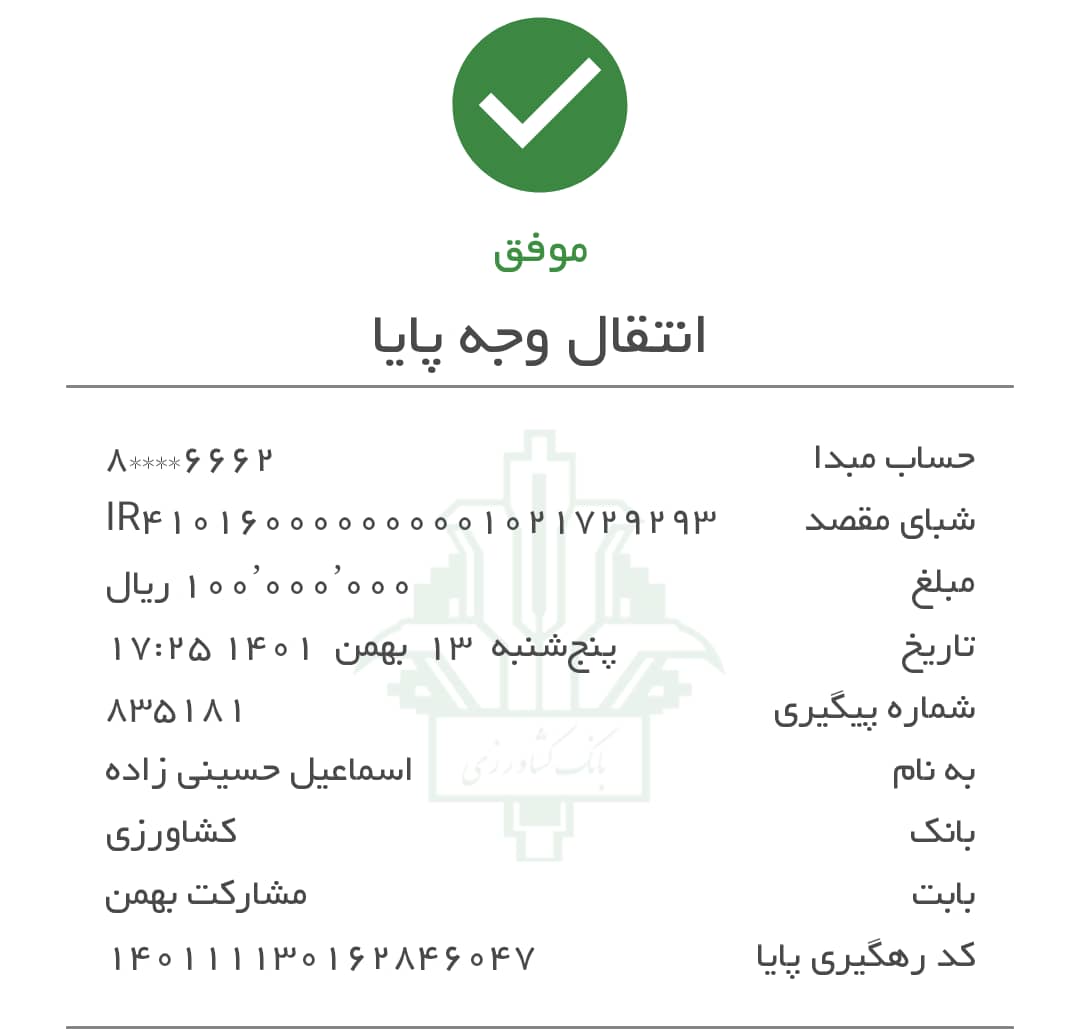 موفق
انتقال وجه پایا
حساب مبدا ۸****۶۶۶۲
شبای مقصد IR۴۱۰۱۶۰۰۰۰۰۰۰۰۰۱۰۲۱۷۲۹۲۹۳
مبلغ ۱۰۰٬۰۰۰٬۰۰۰ ریال
تاریخ پنج‌شنبه ۱۳ بهمن ۱۴۰۱ ۱۷:۲۵
شماره پیگیری ۸۳۵۱۸۱
به نام اسماعیل حسینی زاده
بانک کشاورزی
بانک کشاورزی
بابت مشارکت بهمن
کد رهگیری پایا ۱۴۰۱۱۱۱۳۰۱۶۲۸۴۶۰۴۷